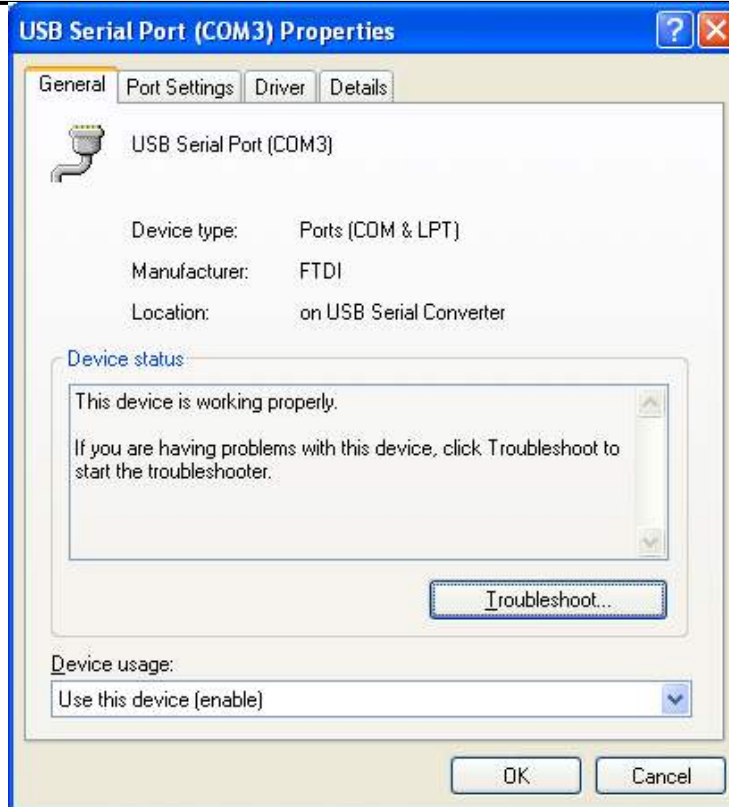 USB Serial Port (COM3) Properties
?
General Port Settings Driver Details
USB Serial Port (COM3)
Device type: Ports (COM & LPT)
Manufacturer: FTDI
Location: on USB Serial Converter
Device status
This device is working properly.
If you are having problems with this device, click Troubleshoot to
start the troubleshooter.
Troubleshoot...
Device usage:
Use this device (enable)
OK Cancel